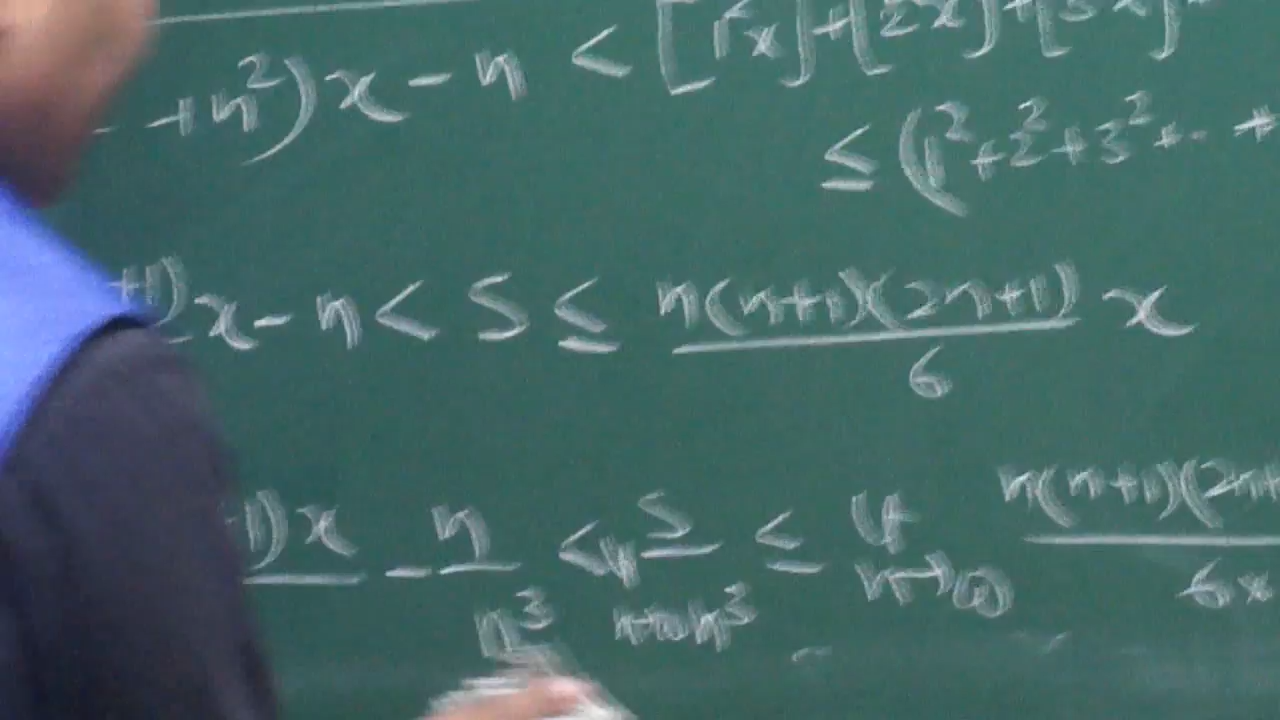 +n²)x - n < [1²x]+[2²x]+[3²x]
≤ (1²+2²+3²+..+
+1)x - n < S ≤ n(n+1)(2n+1)/6 x
+1)x - n/n³ < lt n→∞ S/n³ ≤ lt n→∞ n(n+1)(2n+/6x